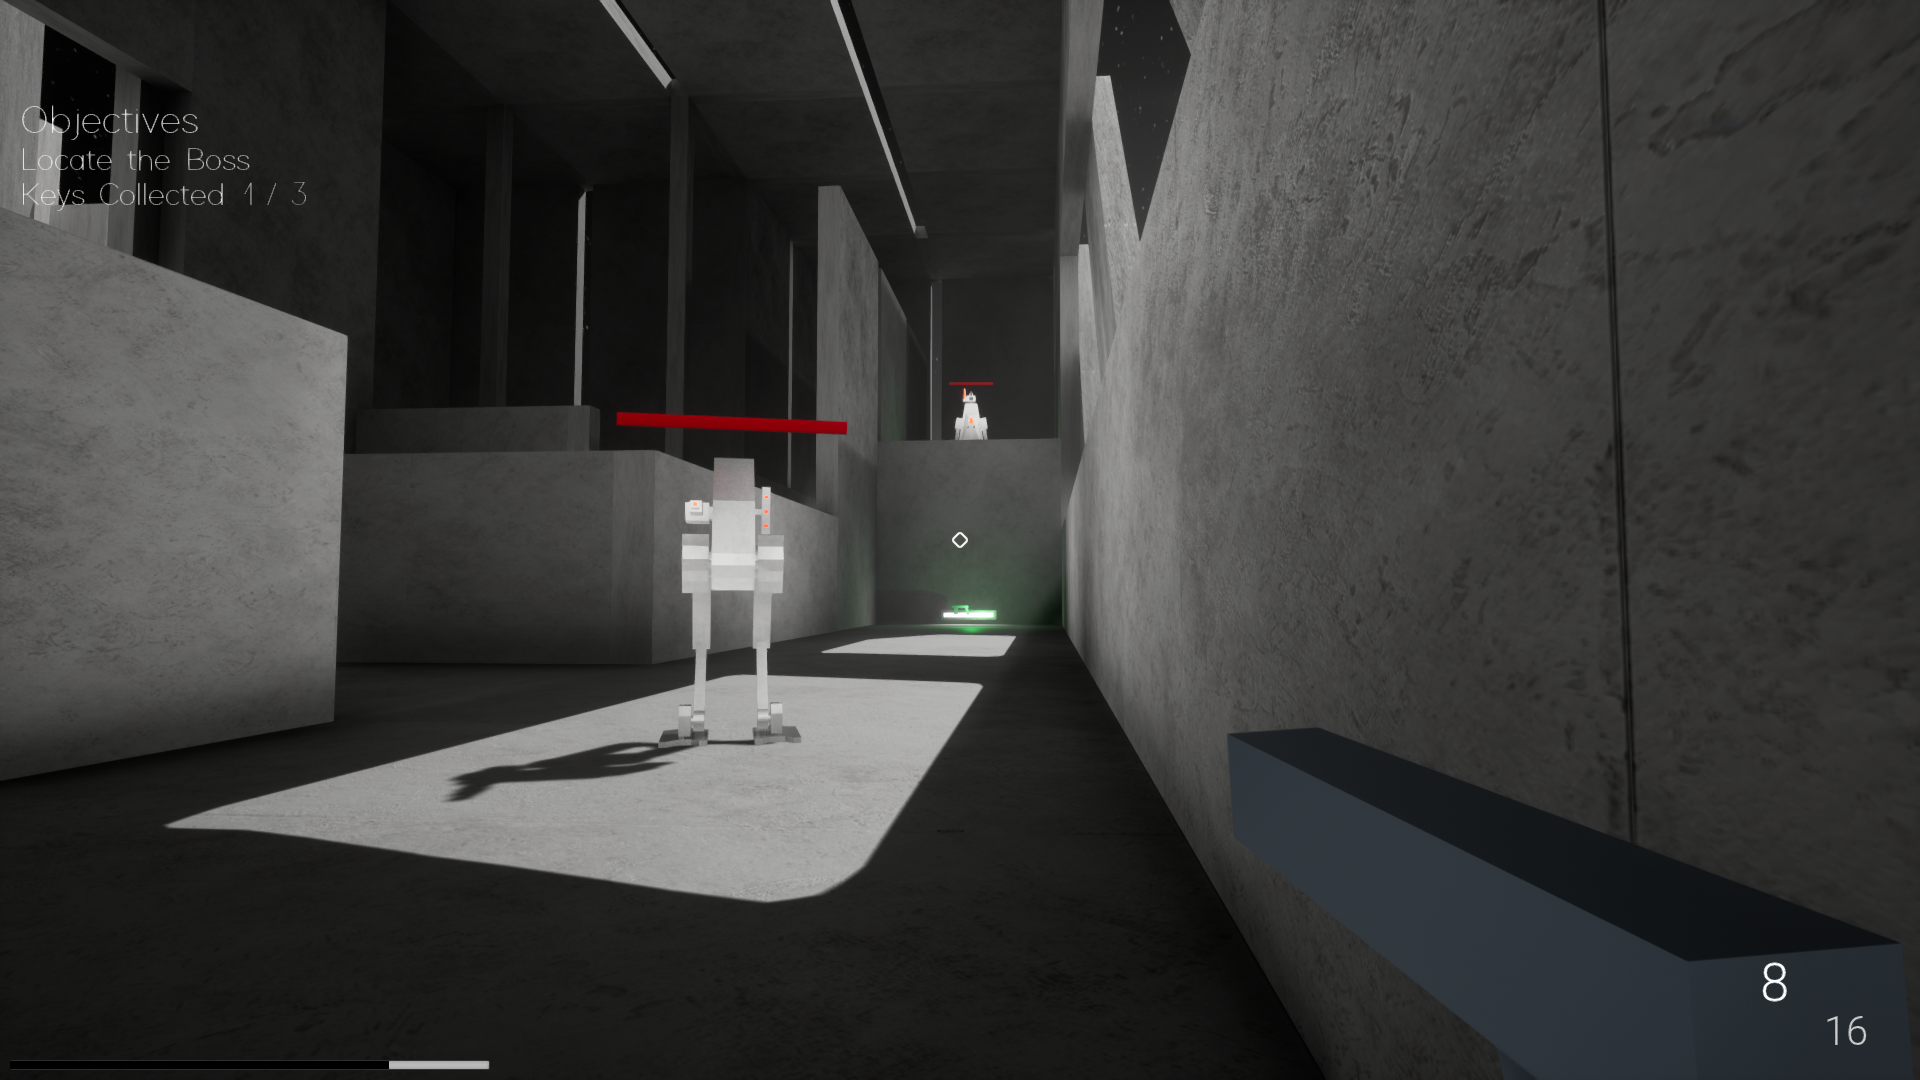 Objectives
Locate the Boss
Keys Collected 1 / 3
8
16